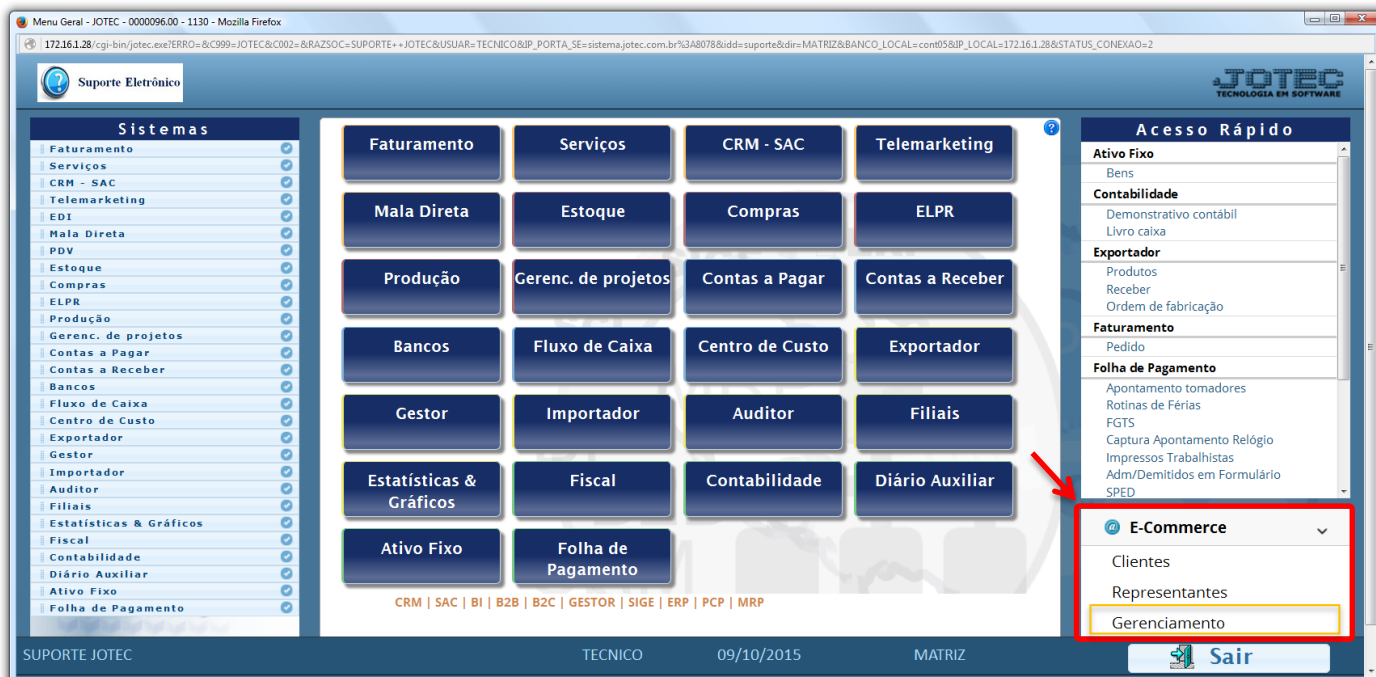 Menu Geral - JOTEC - 0000096.00 - 1130 - Mozilla Firefox
172.16.1.28/cgi-bin/jotec.exe?ERRO=&C999=JOTEC&C002=&RAZSOC=SUPORTE++JOTEC&USUAR=TECNICO&IP_PORTA_SE=sistema.jotec.com.br%3A8078&idd=suporte&dir=MATRIZ&BANCO_LOCAL=cont05&IP_LOCAL=172.16.1.28&STATUS_CONEXAO=2
Suporte Eletrônico
JOTEC
TECNOLOGIA EM SOFTWARE
Sistemas
Faturamento
Serviços
CRM - SAC
Telemarketing
EDI
Mala Direta
PDV
Estoque
Compras
ELPR
Produção
Gerenc. de projetos
Contas a Pagar
Contas a Receber
Bancos
Fluxo de Caixa
Centro de Custo
Exportador
Gestor
Importador
Auditor
Filiais
Estatísticas & Gráficos
Fiscal
Contabilidade
Diário Auxiliar
Ativo Fixo
Folha de Pagamento
Faturamento
Serviços
CRM - SAC
Telemarketing
Mala Direta
Estoque
Compras
ELPR
Produção
Gerenc. de projetos
Contas a Pagar
Contas a Receber
Bancos
Fluxo de Caixa
Centro de Custo
Exportador
Gestor
Importador
Auditor
Filiais
Estatísticas &
Gráficos
Fiscal
Contabilidade
Diário Auxiliar
Ativo Fixo
Folha de
Pagamento
CRM | SAC | BI | B2B | B2C | GESTOR | SIGE | ERP | PCP | MRP
Acesso Rápido
Ativo Fixo
Bens
Contabilidade
Demonstrativo contábil
Livro caixa
Exportador
Produtos
Receber
Ordem de fabricação
Faturamento
Pedido
Folha de Pagamento
Apontamento tomadores
Rotinas de Férias
FGTS
Captura Apontamento Relógio
Impressos Trabalhistas
Adm/Demitidos em Formulário
SPED
@ E-Commerce
Clientes
Representantes
Gerenciamento
SUPORTE JOTEC
TECNICO
09/10/2015
MATRIZ
Sair